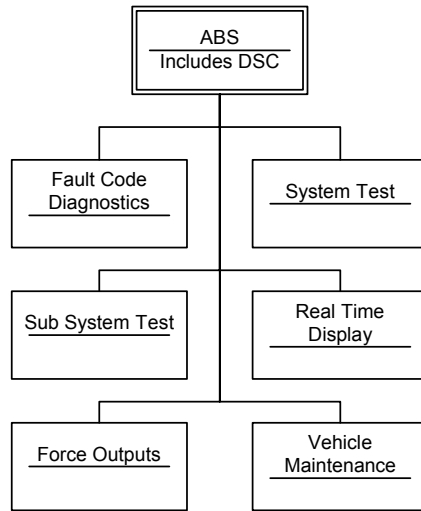 ABS
Includes DSC
Fault Code
Diagnostics
System Test
Sub System Test
Real Time
Display
Force Outputs
Vehicle
Maintenance